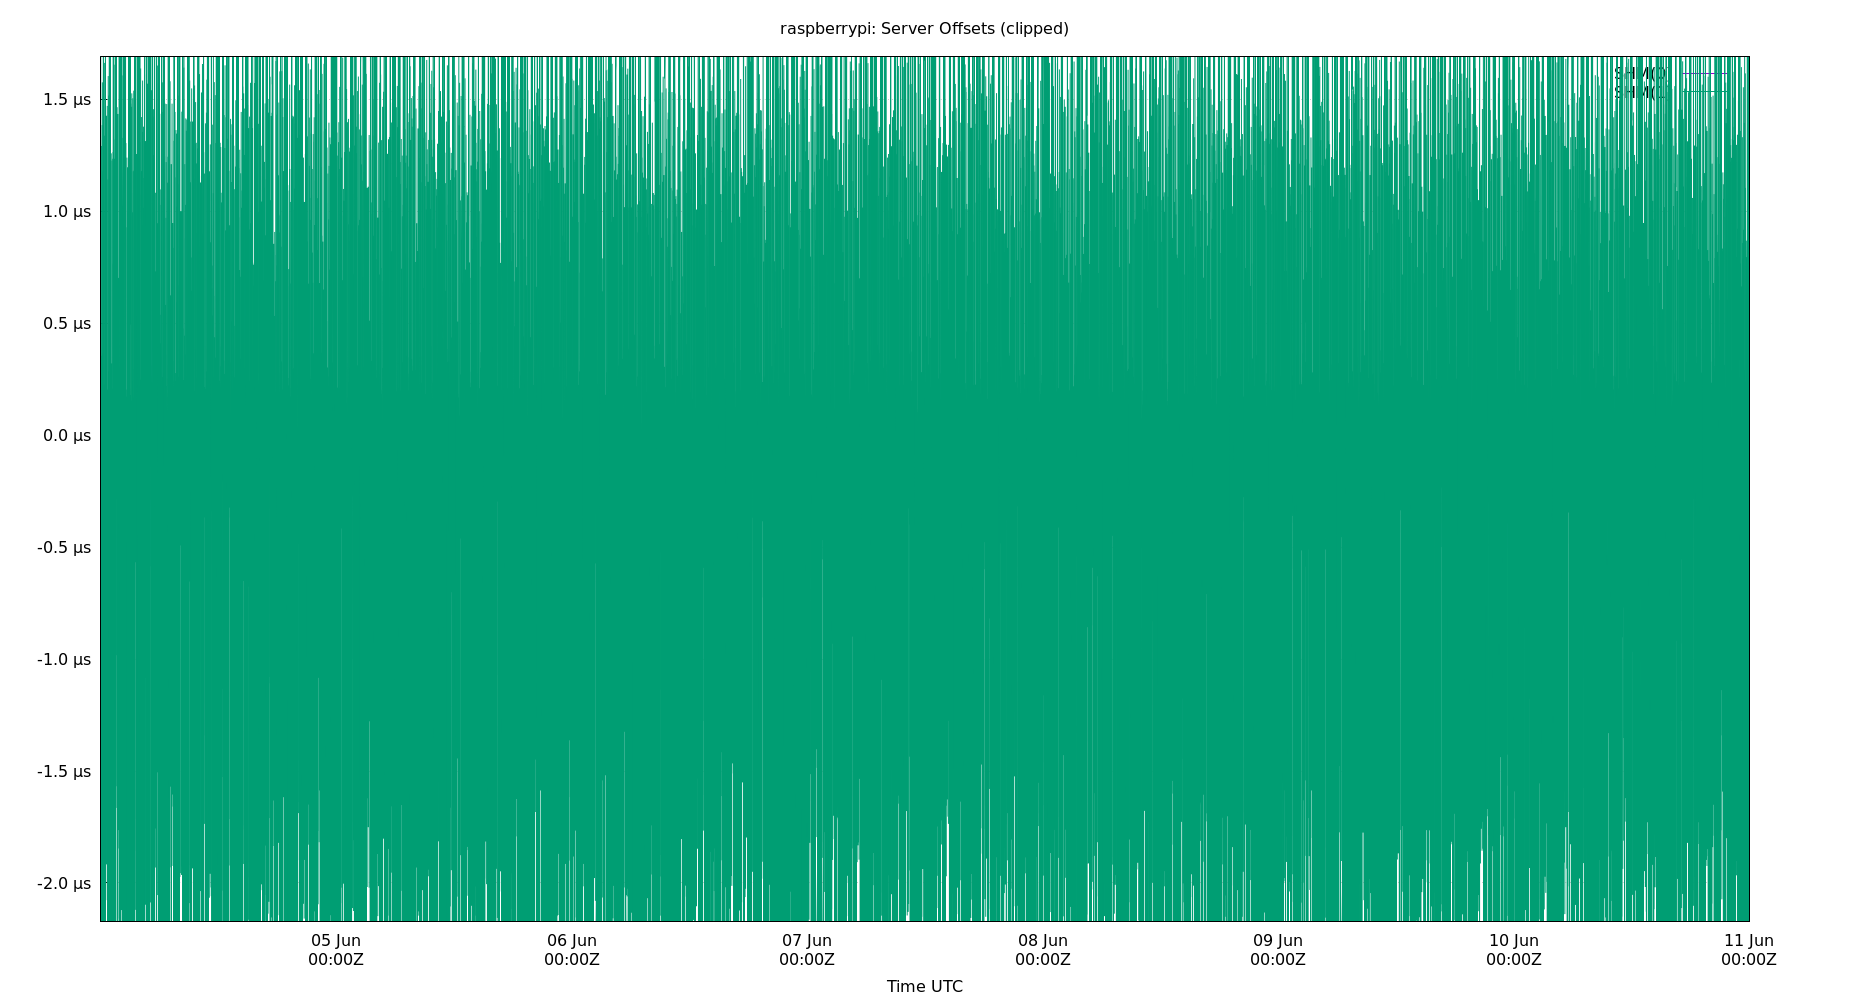 raspberrypi: Server Offsets (clipped)
1.5 µs
1.0 µs
0.5 µs
0.0 µs
-0.5 µs
-1.0 µs
-1.5 µs
-2.0 µs
05 Jun
00:00Z
06 Jun
00:00Z
07 Jun
00:00Z
08 Jun
00:00Z
09 Jun
00:00Z
10 Jun
00:00Z
11 Jun
00:00Z
Time UTC